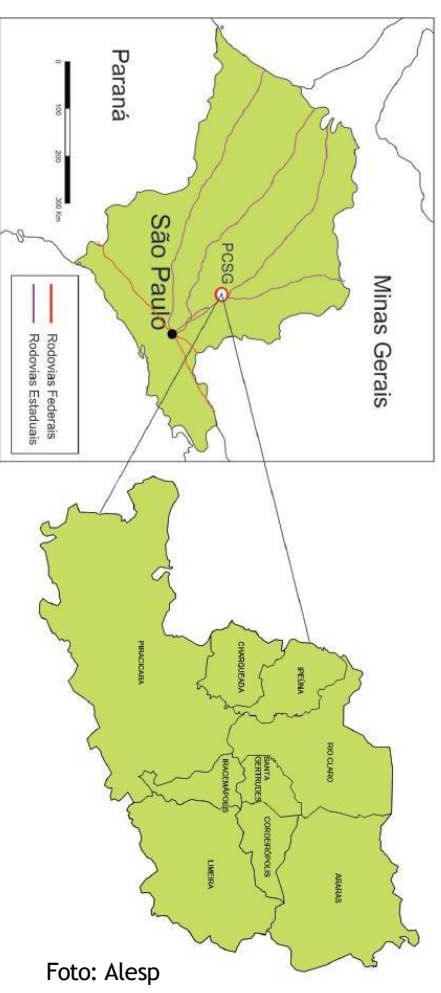 Paraná
Minas Gerais
0
100
200
300 Km
PCSG
São Paulo
Rodovias Federais
Rodovias Estaduais
IPEÚNA
CHARQUEADA
RIO CLARO
ARARAS
PIRACICABA
SANTA
GERTRUDES
IRACEMÁPOLIS
CORDEIRÓPOLIS
LIMEIRA
Foto: Alesp